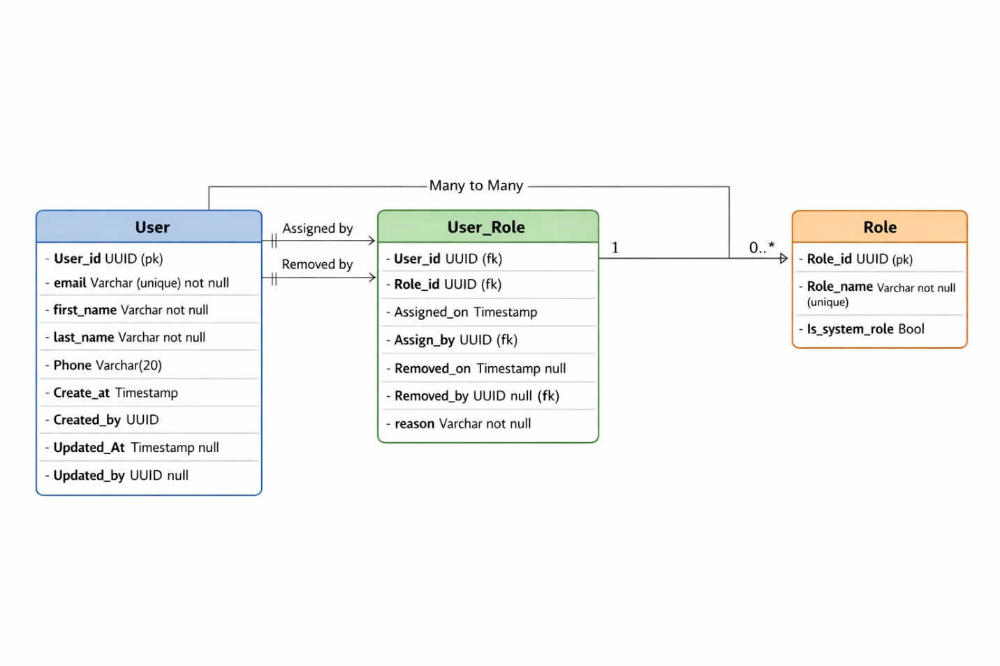 Many to Many
User
- User_id UUID (pk)
- email Varchar (unique) not null
- first_name Varchar not null
- last_name Varchar not null
- Phone Varchar(20)
- Create_at Timestamp
- Created_by UUID
- Updated_At Timestamp null
- Updated_by UUID null
Assigned by
Removed by
User_Role
- User_id UUID (fk)
- Role_id UUID (fk)
- Assigned_on Timestamp
- Assign_by UUID (fk)
- Removed_on Timestamp null
- Removed_by UUID null (fk)
- reason Varchar not null
1
0..*
Role
- Role_id UUID (pk)
- Role_name Varchar not null
(unique)
- Is_system_role Bool